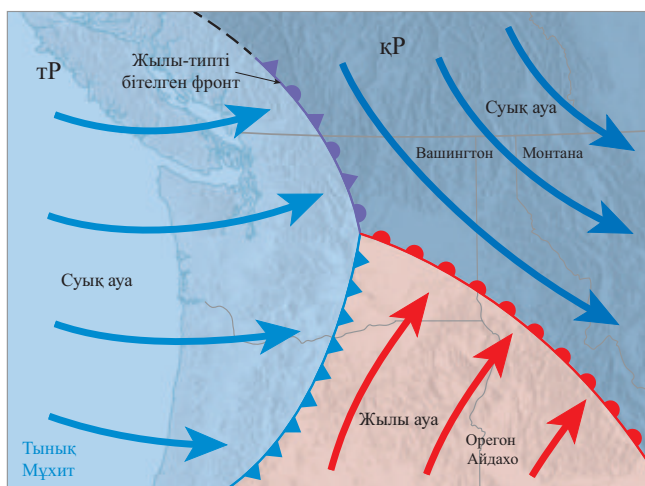 тР
Жылы-типті
бітелген фронт
қР
Суық ауа
Вашингтон
Монтана
Суық ауа
Жылы ауа
Орегон
Айдахо
Тынық
Мұхит